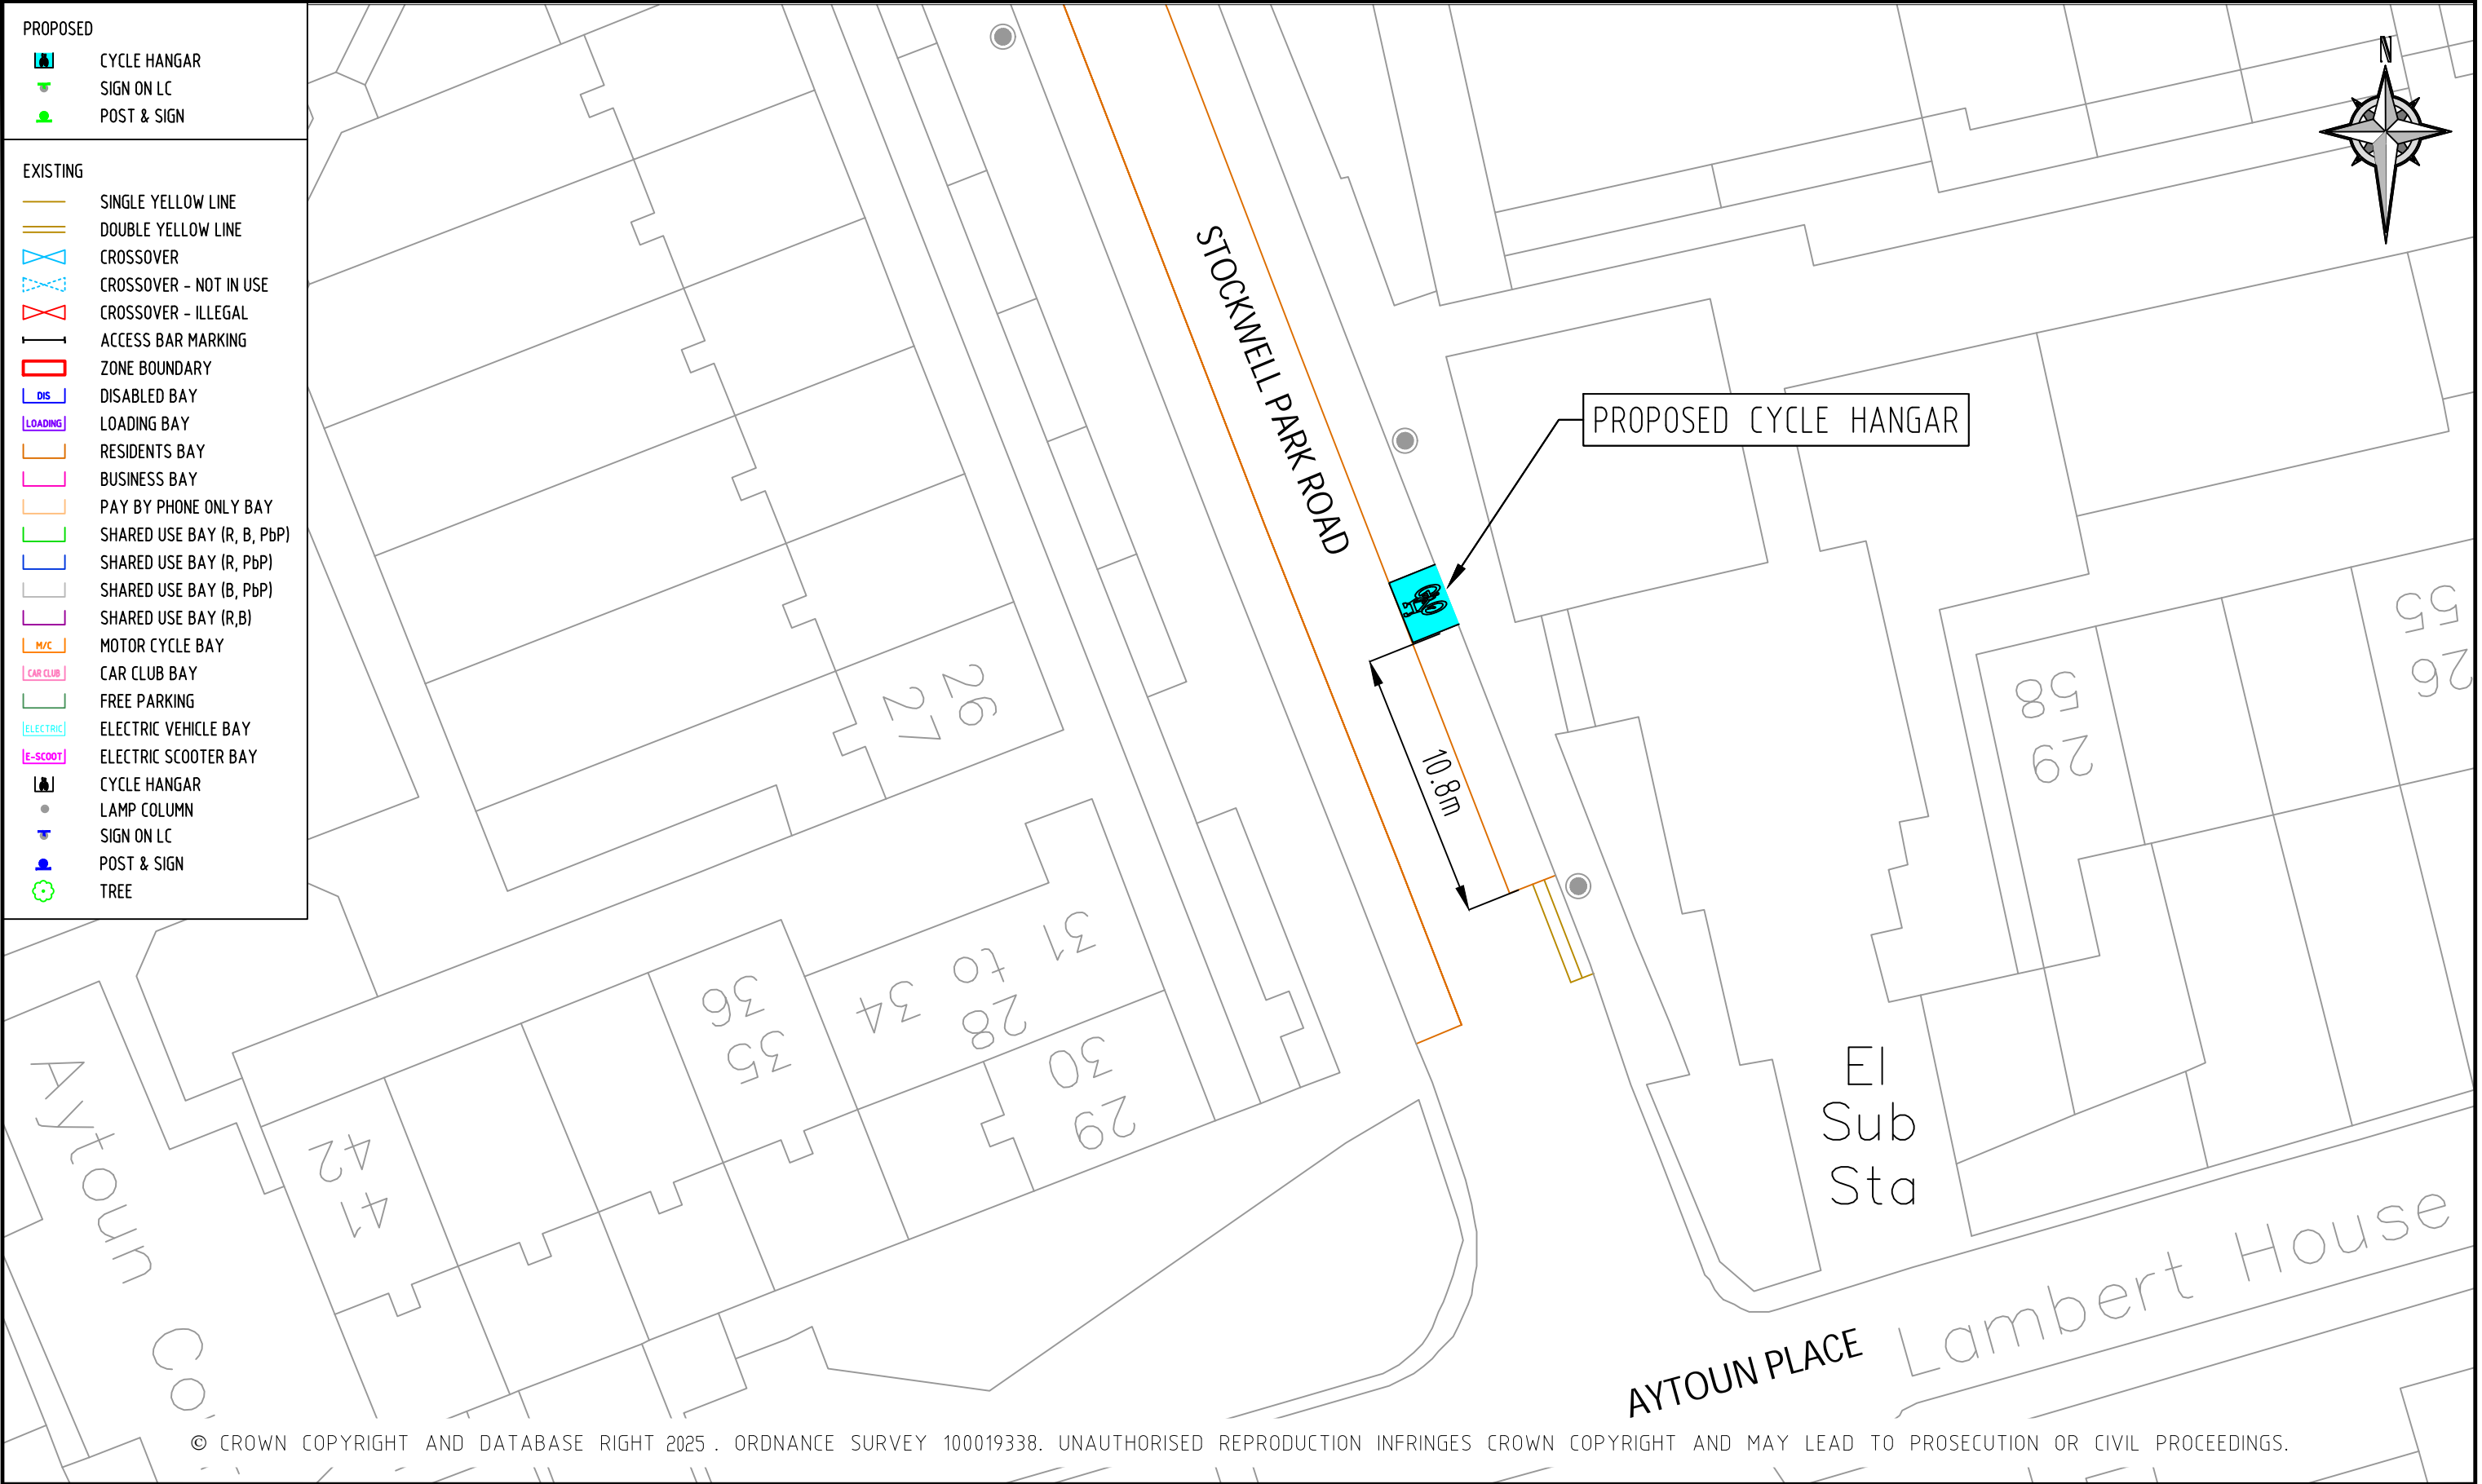 PROPOSED
CYCLE HANGAR
SIGN ON LC
POST & SIGN
EXISTING
SINGLE YELLOW LINE
DOUBLE YELLOW LINE
CROSSOVER
CROSSOVER - NOT IN USE
CROSSOVER - ILLEGAL
ACCESS BAR MARKING
ZONE BOUNDARY
DIS DISABLED BAY
LOADING LOADING BAY
RESIDENTS BAY
BUSINESS BAY
PAY BY PHONE ONLY BAY
SHARED USE BAY (R, B, PbP)
SHARED USE BAY (R, PbP)
SHARED USE BAY (B, PbP)
SHARED USE BAY (R,B)
M/C MOTOR CYCLE BAY
CAR CLUB CAR CLUB BAY
FREE PARKING
ELECTRIC ELECTRIC VEHICLE BAY
E-SCOOT ELECTRIC SCOOTER BAY
CYCLE HANGAR
LAMP COLUMN
SIGN ON LC
POST & SIGN
TREE
N
STOCKWELL PARK ROAD
PROPOSED CYCLE HANGAR
10.8m
26
27
55
26
58
29
31 to 34
28
36
35
30
29
42
41
El
Sub
Sta
Aytoun Co
Lambert House
AYTOUN PLACE
© CROWN COPYRIGHT AND DATABASE RIGHT 2025 . ORDNANCE SURVEY 100019338. UNAUTHORISED REPRODUCTION INFRINGES CROWN COPYRIGHT AND MAY LEAD TO PROSECUTION OR CIVIL PROCEEDINGS.